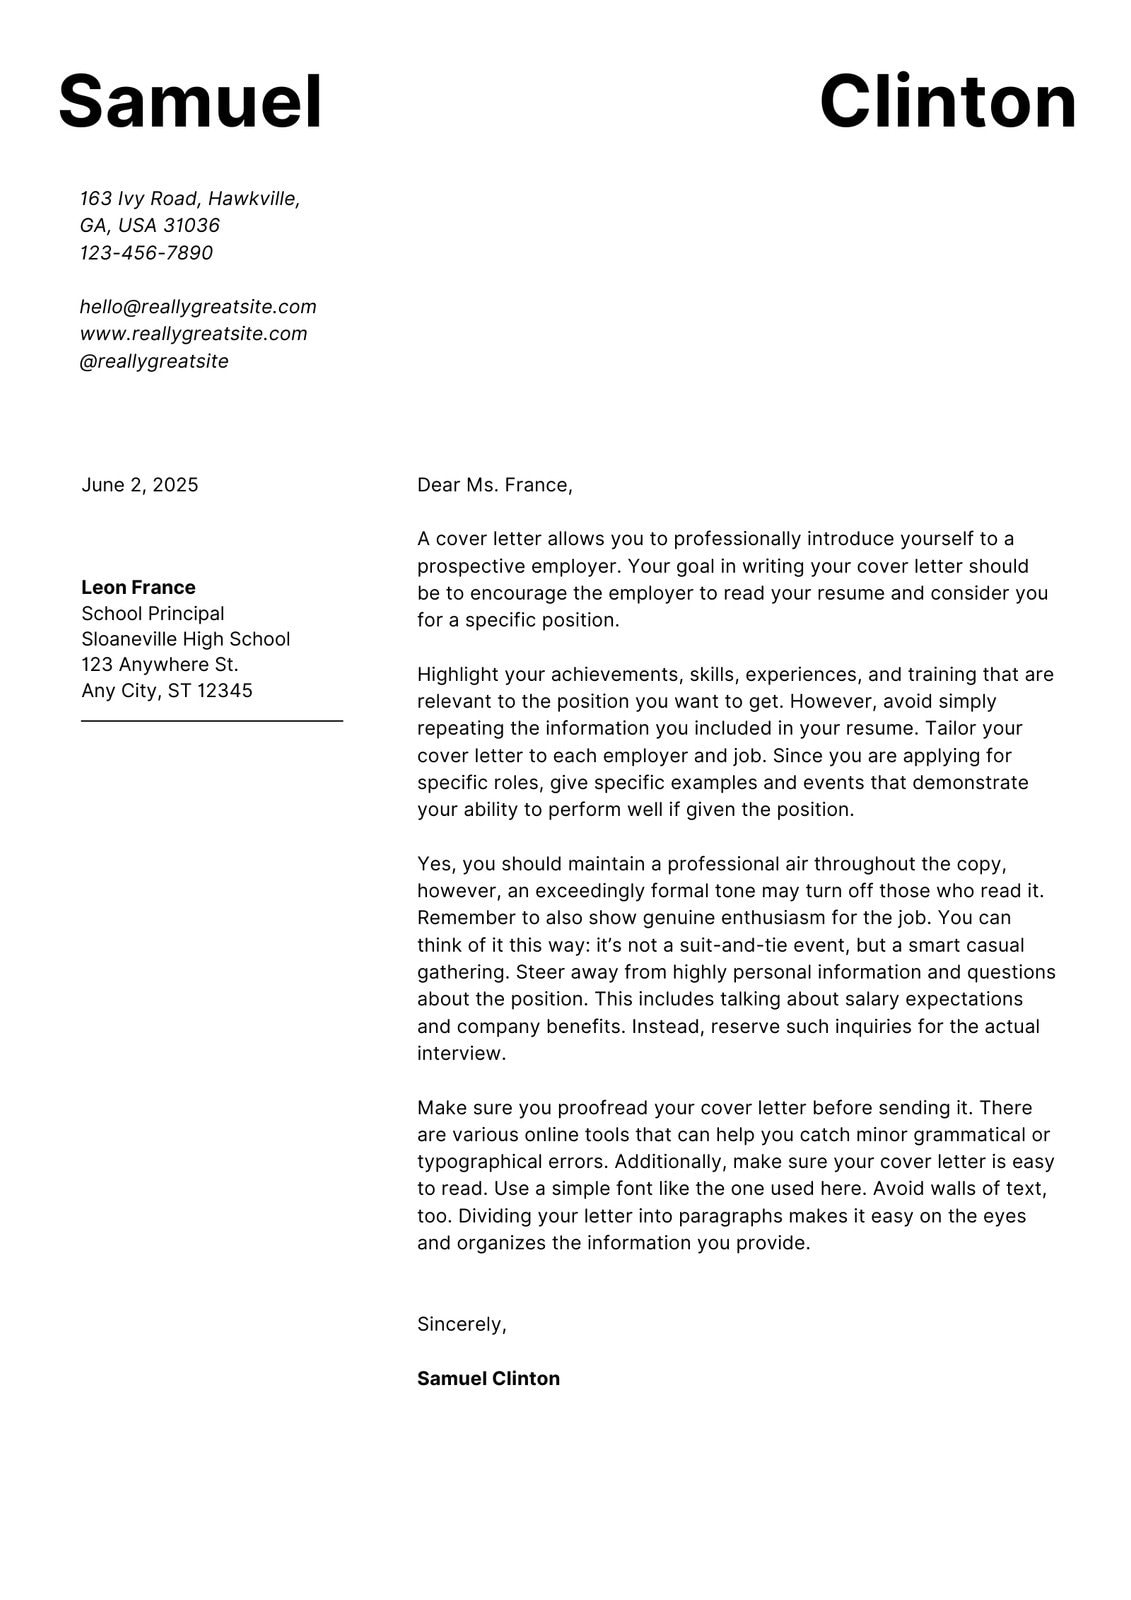 Samuel Clinton
163 Ivy Road, Hawkville,
GA, USA 31036
123-456-7890
hello@reallygreatsite.com
www.reallygreatsite.com
@reallygreatsite
June 2, 2025
Leon France
School Principal
Sloaneville High School
123 Anywhere St.
Any City, ST 12345
Dear Ms. France,
A cover letter allows you to professionally introduce yourself to a
prospective employer. Your goal in writing your cover letter should
be to encourage the employer to read your resume and consider you
for a specific position.
Highlight your achievements, skills, experiences, and training that are
relevant to the position you want to get. However, avoid simply
repeating the information you included in your resume. Tailor your
cover letter to each employer and job. Since you are applying for
specific roles, give specific examples and events that demonstrate
your ability to perform well if given the position.
Yes, you should maintain a professional air throughout the copy,
however, an exceedingly formal tone may turn off those who read it.
Remember to also show genuine enthusiasm for the job. You can
think of it this way: it’s not a suit-and-tie event, but a smart casual
gathering. Steer away from highly personal information and questions
about the position. This includes talking about salary expectations
and company benefits. Instead, reserve such inquiries for the actual
interview.
Make sure you proofread your cover letter before sending it. There
are various online tools that can help you catch minor grammatical or
typographical errors. Additionally, make sure your cover letter is easy
to read. Use a simple font like the one used here. Avoid walls of text,
too. Dividing your letter into paragraphs makes it easy on the eyes
and organizes the information you provide.
Sincerely,
Samuel Clinton